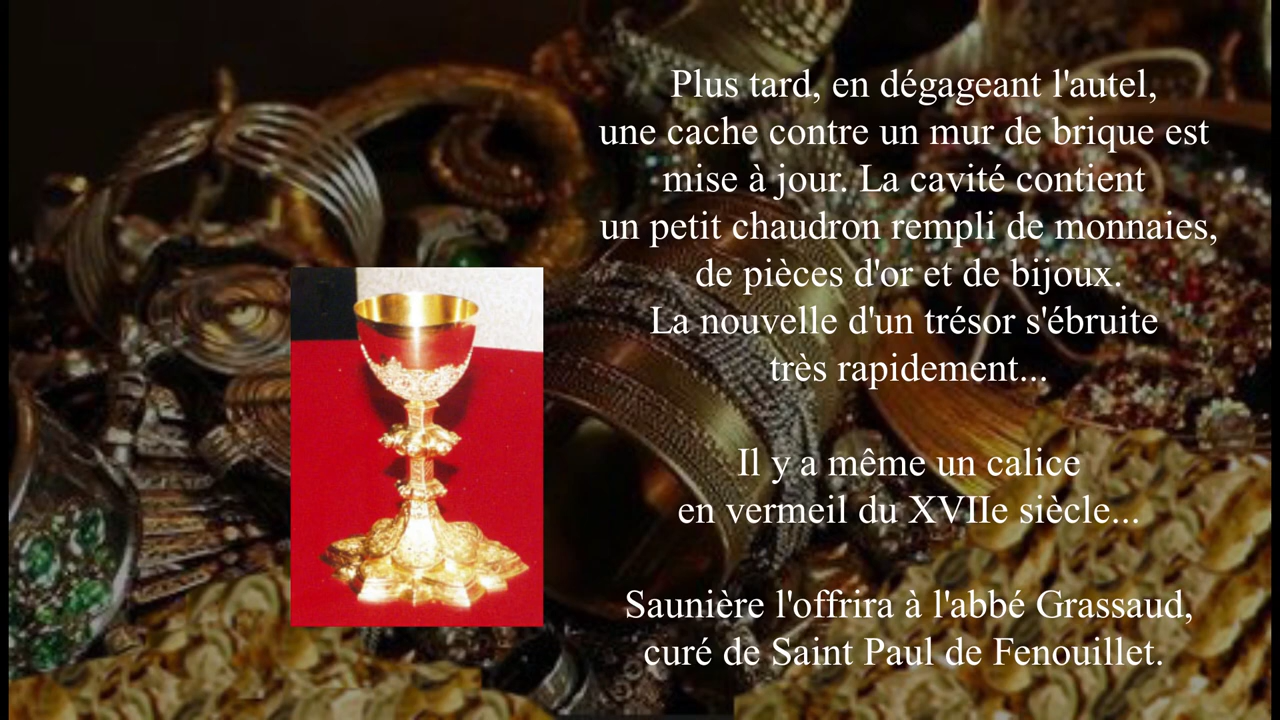 Plus tard, en dégageant l'autel,
une cache contre un mur de brique est
mise à jour. La cavité contient
un petit chaudron rempli de monnaies,
de pièces d'or et de bijoux.
La nouvelle d'un trésor s'ébruite
très rapidement...
Il y a même un calice
en vermeil du XVIIe siècle...
Saunière l'offrira à l'abbé Grassaud,
curé de Saint Paul de Fenouillet.